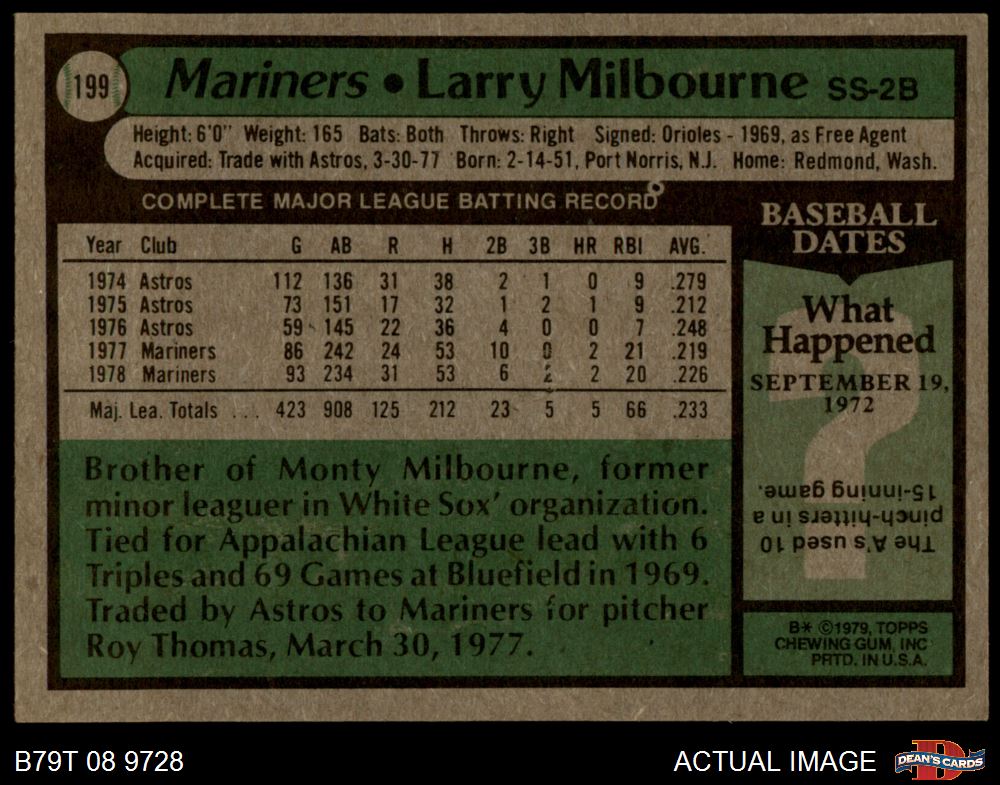 199
Mariners • Larry Milbourne SS-2B
Height: 6'0" Weight: 165 Bats: Both Throws: Right Signed: Orioles - 1969, as Free Agent
Acquired: Trade with Astros, 3-30-77 Born: 2-14-51, Port Norris, N.J. Home: Redmond, Wash.
COMPLETE MAJOR LEAGUE BATTING RECORD
Year Club G AB R H 2B 3B HR RBI AVG.
1974 Astros 112 136 31 38 2 1 0 9 .279
1975 Astros 73 151 17 32 1 2 1 9 .212
1976 Astros 59 145 22 36 4 0 0 7 .248
1977 Mariners 86 242 24 53 10 0 2 21 .219
1978 Mariners 93 234 31 53 6 2 2 20 .226
Maj. Lea. Totals ... 423 908 125 212 23 5 5 66 .233
Brother of Monty Milbourne, former
minor leaguer in White Sox' organization.
Tied for Appalachian League lead with 6
Triples and 69 Games at Bluefield in 1969.
Traded by Astros to Mariners for pitcher
Roy Thomas, March 30, 1977.
BASEBALL
DATES
What
Happened
SEPTEMBER 19,
1972
?
The A's used 10
pinch-hitters in a
15-inning game.
B* ©1979, TOPPS
CHEWING GUM, INC
PRTD. IN U.S.A.
B79T 08 9728
ACTUAL IMAGE
DEAN'S CARDS